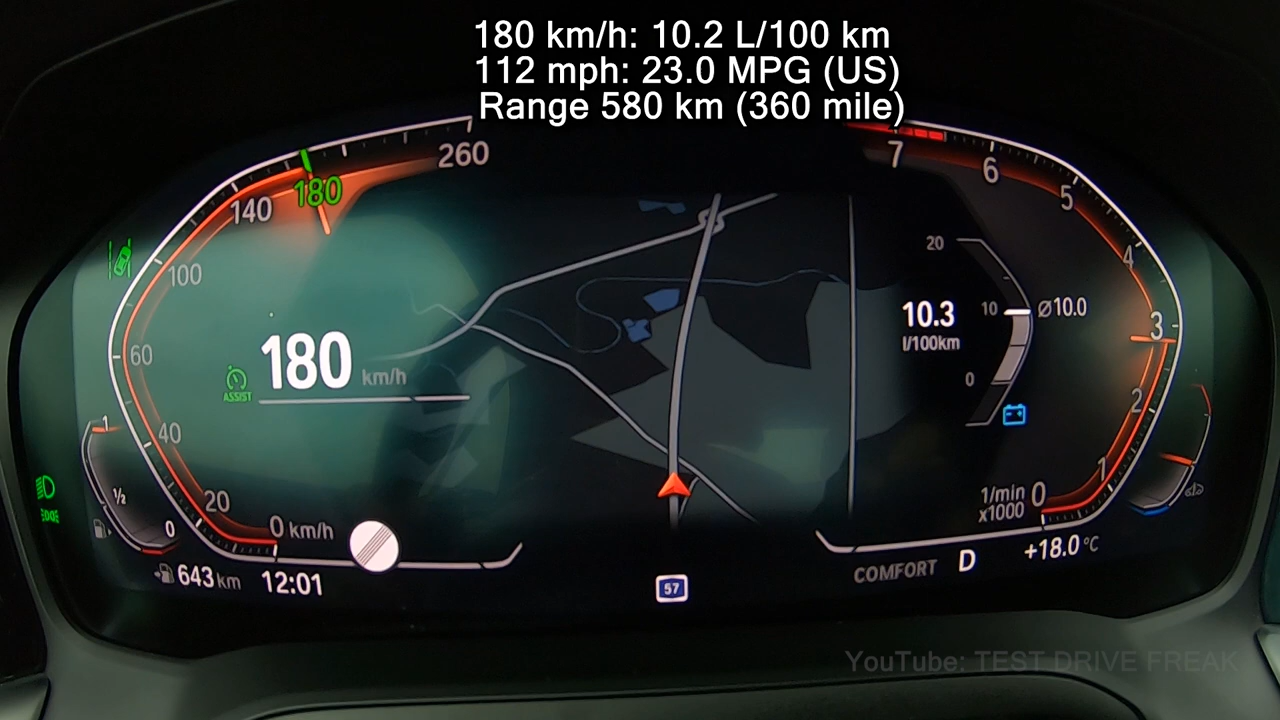 180 km/h: 10.2 L/100 km
112 mph: 23.0 MPG (US)
Range 580 km (360 mile)
260
180
140
100
60
40
20
0 km/h
180 km/h
ASSIST
1
1/2
0
643 km
12:01
57
7
6
5
4
3
2
1
0
1/min
x1000
20
10
0
10.3
l/100km
Ø10.0
COMFORT D
+18.0 °C
YouTube: TEST DRIVE FREAK